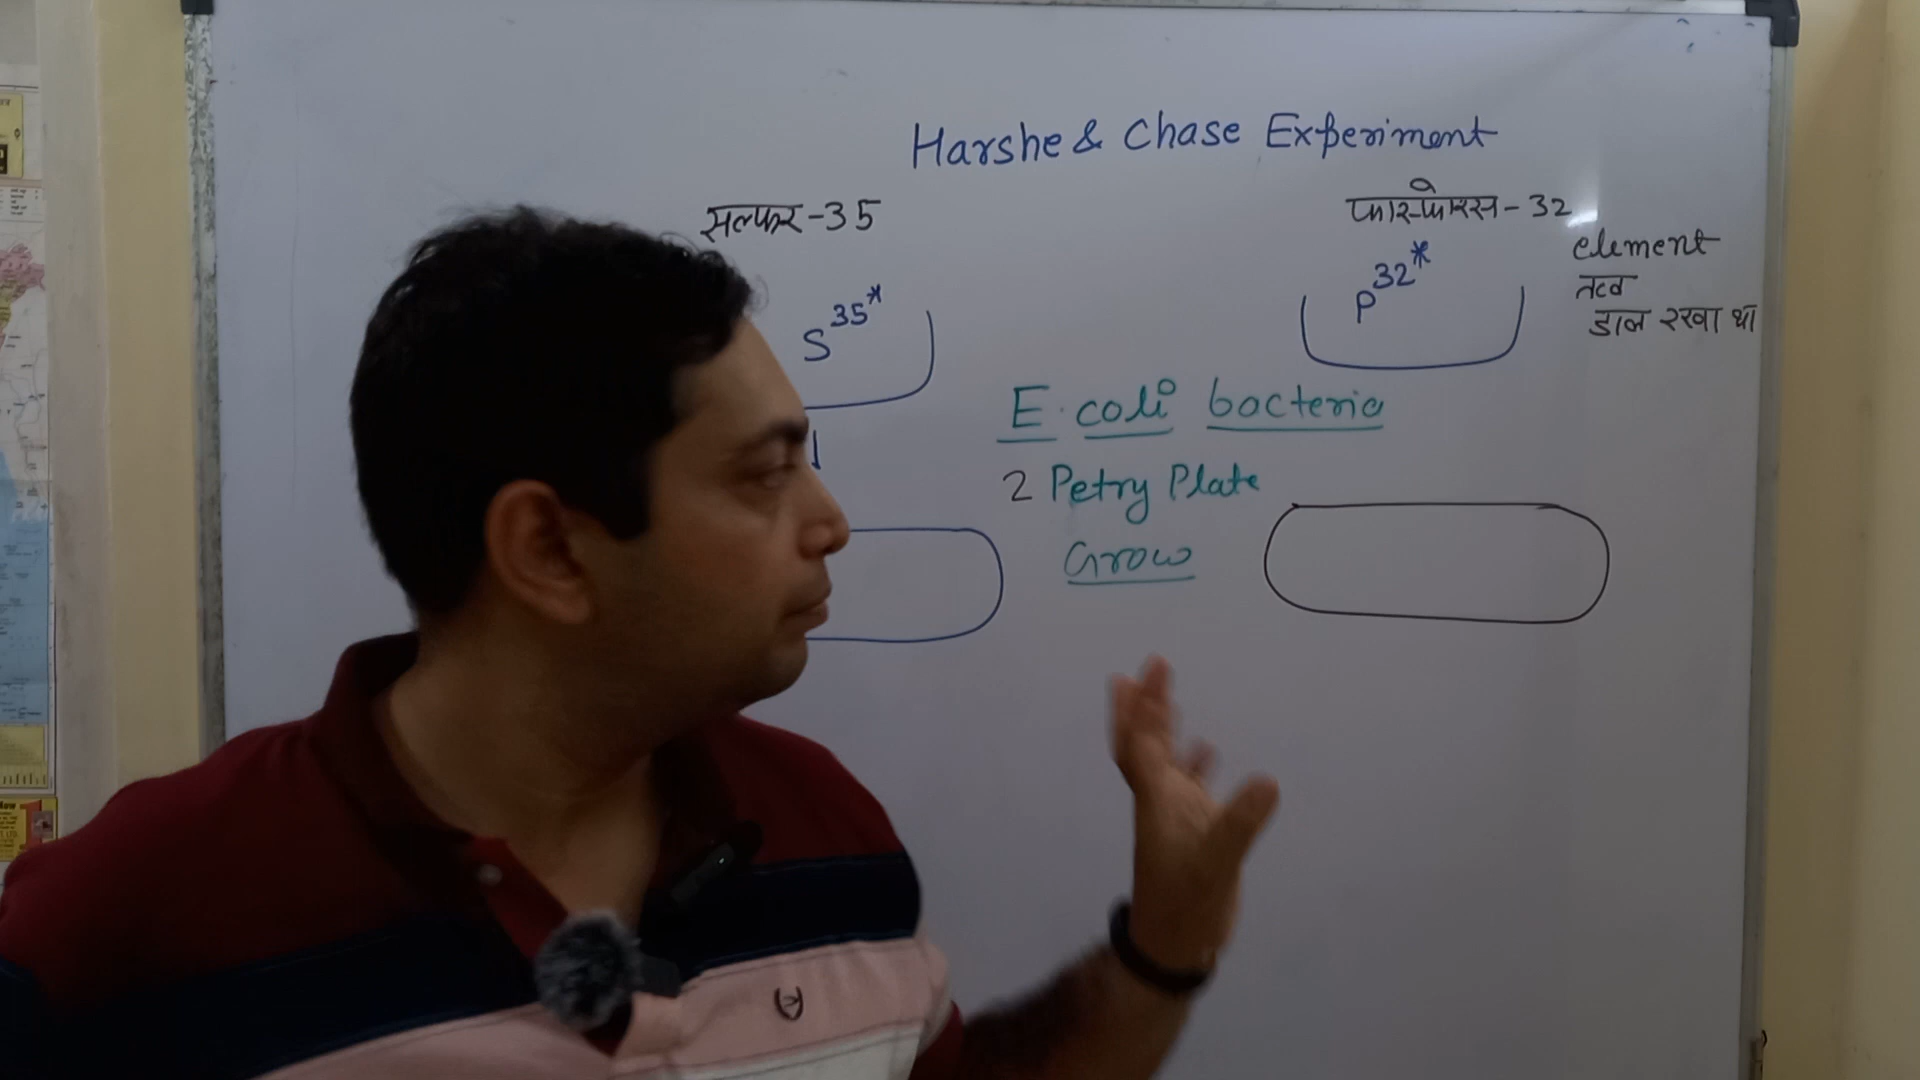 Harshe & Chase Experiment
सल्फर-35
फास्फोरस-32
S³⁵*
P³²*
element
तत्व
डाल रखा था
E. coli bacteria
2 Petry Plate
Grow